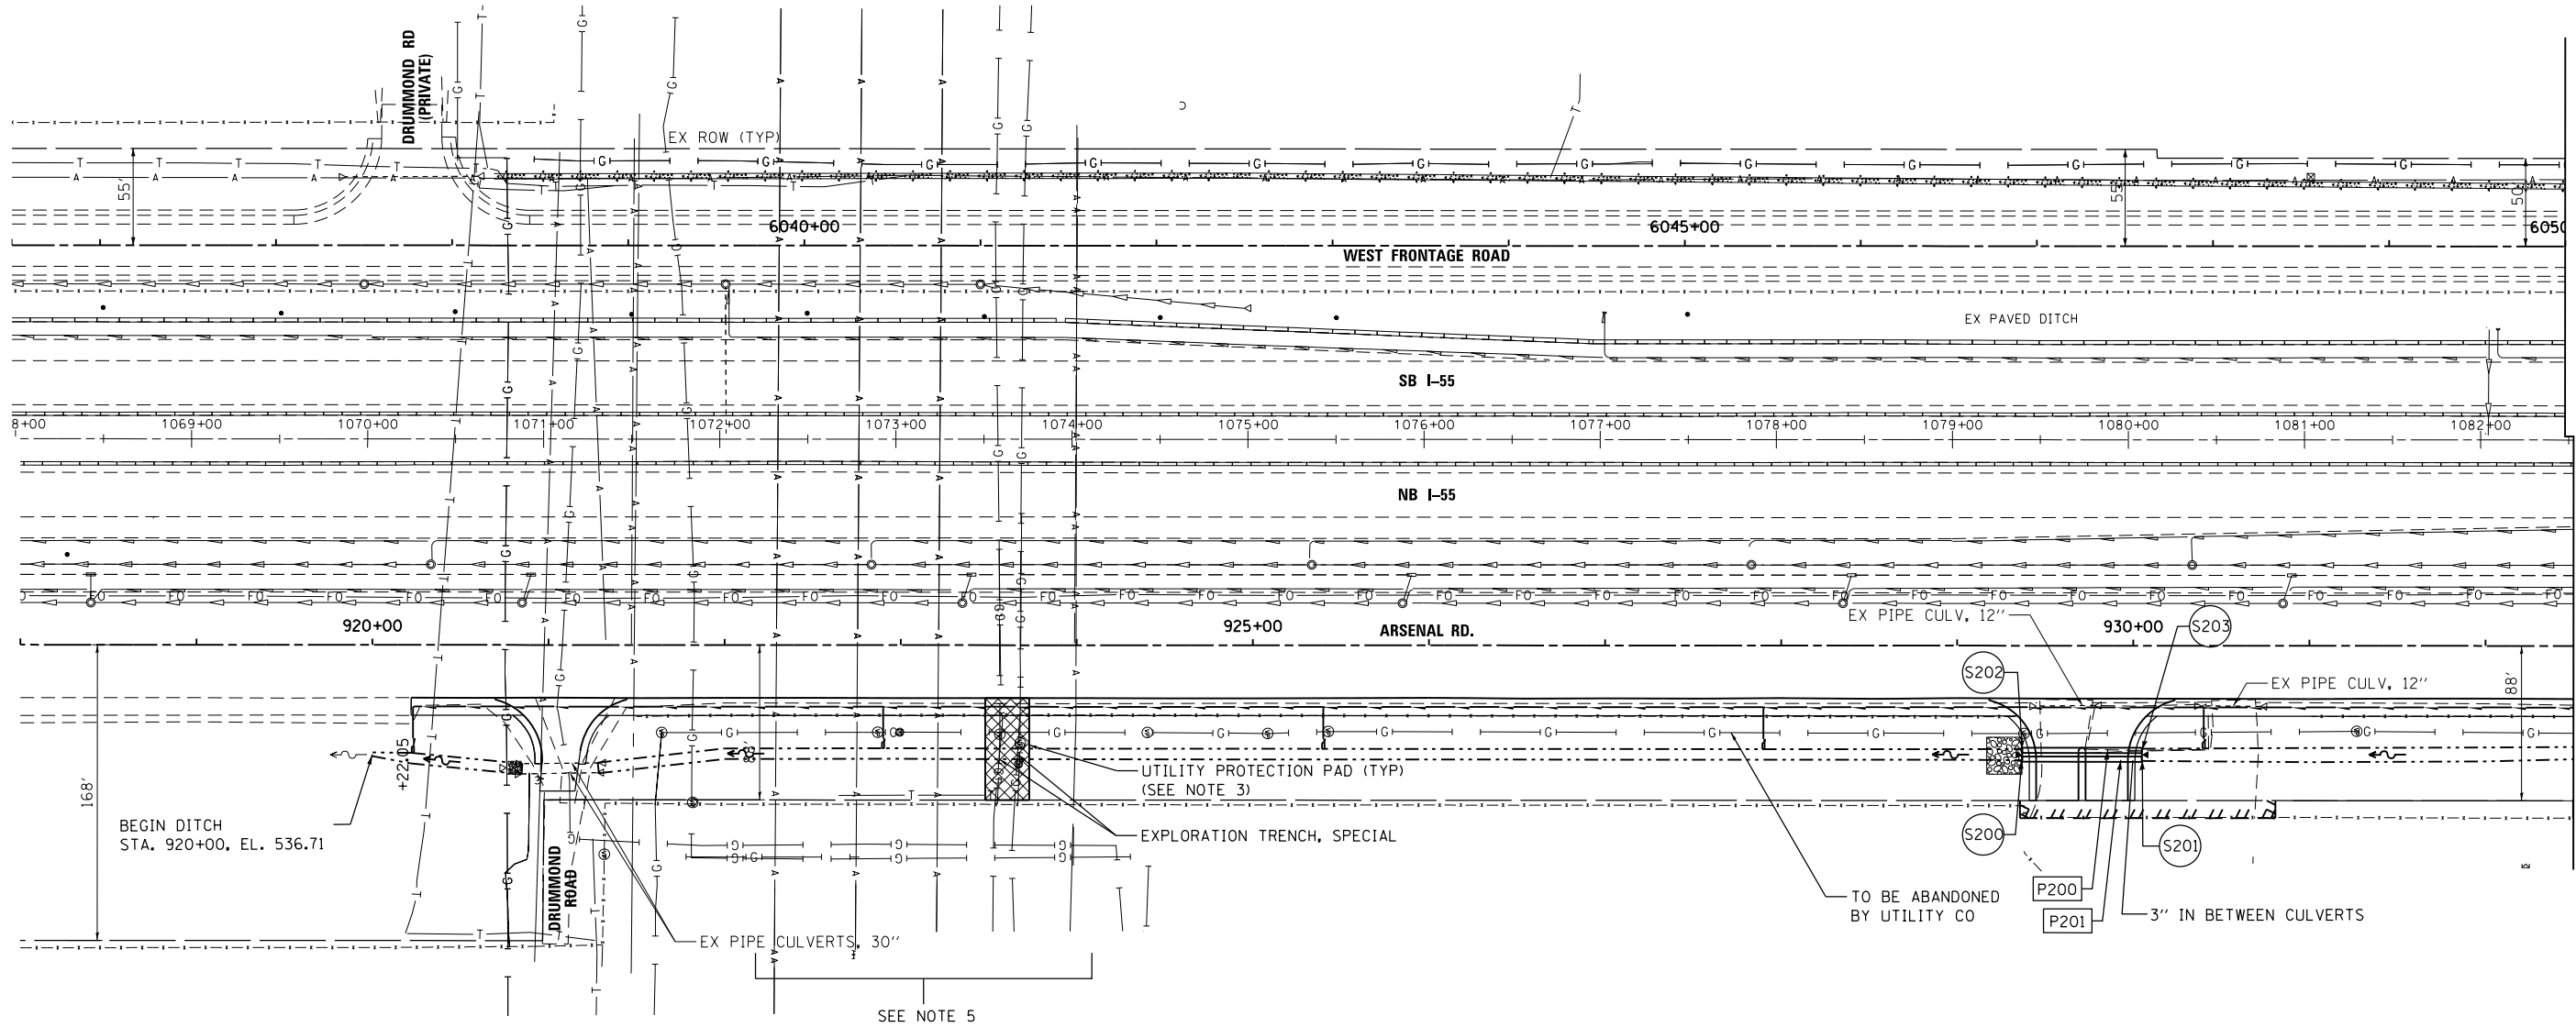 DRUMMOND RD
(PRIVATE)
EX ROW (TYP)
55'
55'
50'
6040+00
6045+00
6050
WEST FRONTAGE ROAD
EX PAVED DITCH
SB I-55
8+00
1069+00
1070+00
1071+00
1072+00
1073+00
1074+00
1075+00
1076+00
1077+00
1078+00
1079+00
1080+00
1081+00
1082+00
NB I-55
920+00
925+00
ARSENAL RD.
EX PIPE CULV, 12"
930+00
S203
S202
EX PIPE CULV, 12"
88'
88'
168'
+22.05
UTILITY PROTECTION PAD (TYP)
(SEE NOTE 3)
BEGIN DITCH
STA. 920+00, EL. 536.71
EXPLORATION TRENCH, SPECIAL
S200
S201
DRUMMOND
ROAD
P200
TO BE ABANDONED
BY UTILITY CO
P201
3" IN BETWEEN CULVERTS
EX PIPE CULVERTS, 30"
SEE NOTE 5